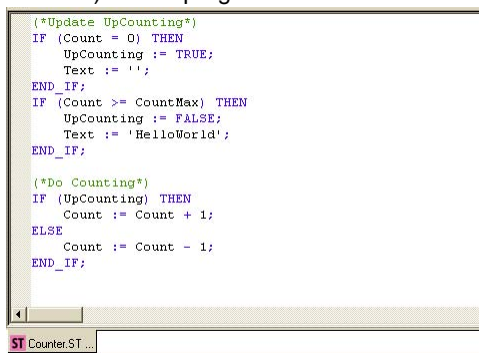 (*Update UpCounting*)
IF (Count = 0) THEN
    UpCounting := TRUE;
    Text := '';
END_IF;
IF (Count >= CountMax) THEN
    UpCounting := FALSE;
    Text := 'HelloWorld';
END_IF;

(*Do Counting*)
IF (UpCounting) THEN
    Count := Count + 1;
ELSE
    Count := Count - 1;
END_IF;
ST Counter.ST ...